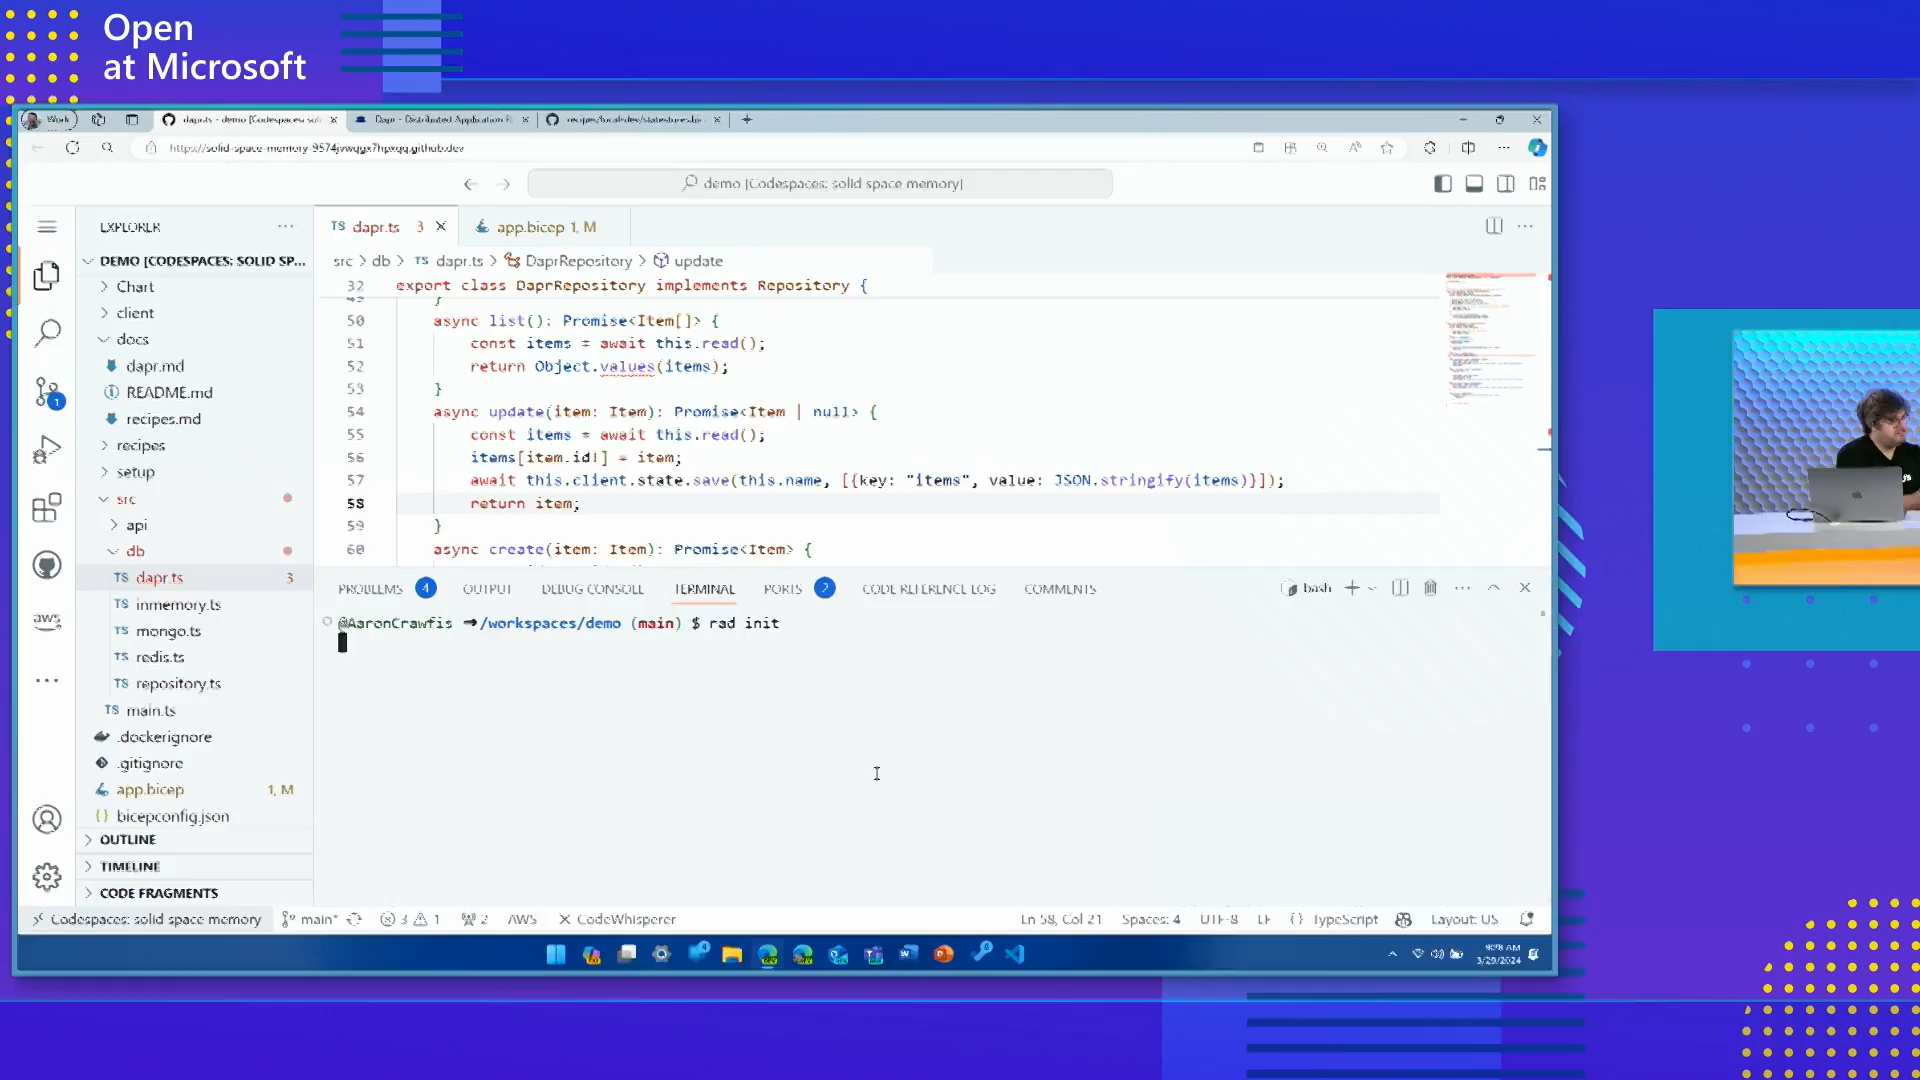 Open
at Microsoft
Work
dapr.ts - demo [Codespaces: soli
Dapr - Distributed Application R
https://solid-space-memory-9574jvwqgx7hpxqq.github.dev
demo [Codespaces: solid space memory]
EXPLORER
DEMO [CODESPACES: SOLID SP...
Chart
client
docs
dapr.md
README.md
recipes.md
recipes
setup
src
api
db
TS dapr.ts 3
TS inmemory.ts
TS mongo.ts
TS redis.ts
TS repository.ts
TS main.ts
.dockerignore
.gitignore
app.bicep 1, M
{} bicepconfig.json
OUTLINE
TIMELINE
CODE FRAGMENTS
TS dapr.ts 3
app.bicep 1, M
src > db > TS dapr.ts > DaprRepository > update
32 export class DaprRepository implements Repository {
49 }
50 async list(): Promise<Item[]> {
51 const items = await this.read();
52 return Object.values(items);
53 }
54 async update(item: Item): Promise<Item | null> {
55 const items = await this.read();
56 items[item.id!] = item;
57 await this.client.state.save(this.name, [{key: "items", value: JSON.stringify(items)}]);
58 return item;
59 }
60 async create(item: Item): Promise<Item> {
PROBLEMS 4 OUTPUT DEBUG CONSOLE TERMINAL PORTS 2 CODE REFERENCE LOG COMMENTS
bash
@AaronCrawfis →/workspaces/demo (main) $ rad init
aws
1
Codespaces: solid space memory main* 3 1 2 AWS CodeWhisperer
Ln 58, Col 21 Spaces: 4 UTF-8 LF {} TypeScript Layout: US
3/29/2024